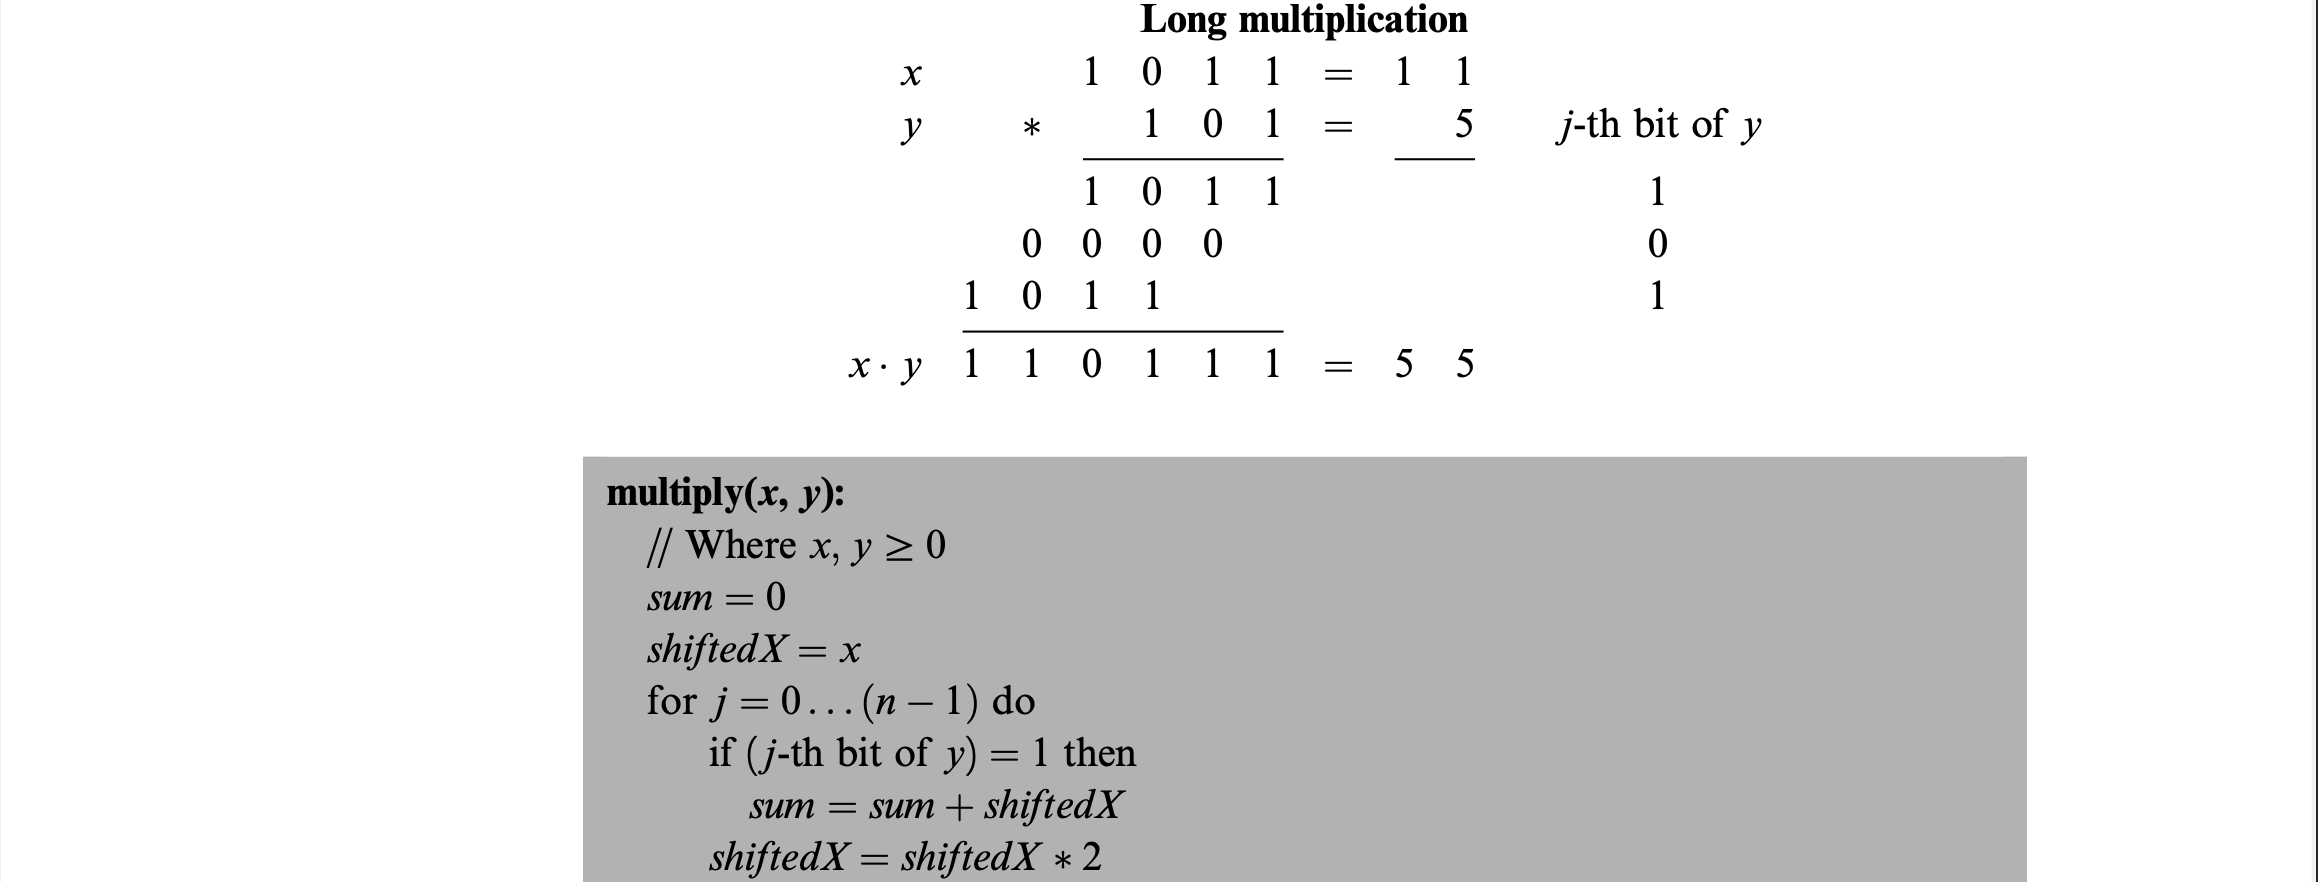 Long multiplication
x 1 0 1 1 = 1 1
y * 1 0 1 = 5 j-th bit of y
1 0 1 1 1
0 0 0 0 0
1 0 1 1 1
x · y 1 1 0 1 1 1 = 5 5
multiply(x, y):
// Where x, y ≥ 0
sum = 0
shiftedX = x
for j = 0 . . . (n − 1) do
if (j-th bit of y) = 1 then
sum = sum + shiftedX
shiftedX = shiftedX * 2